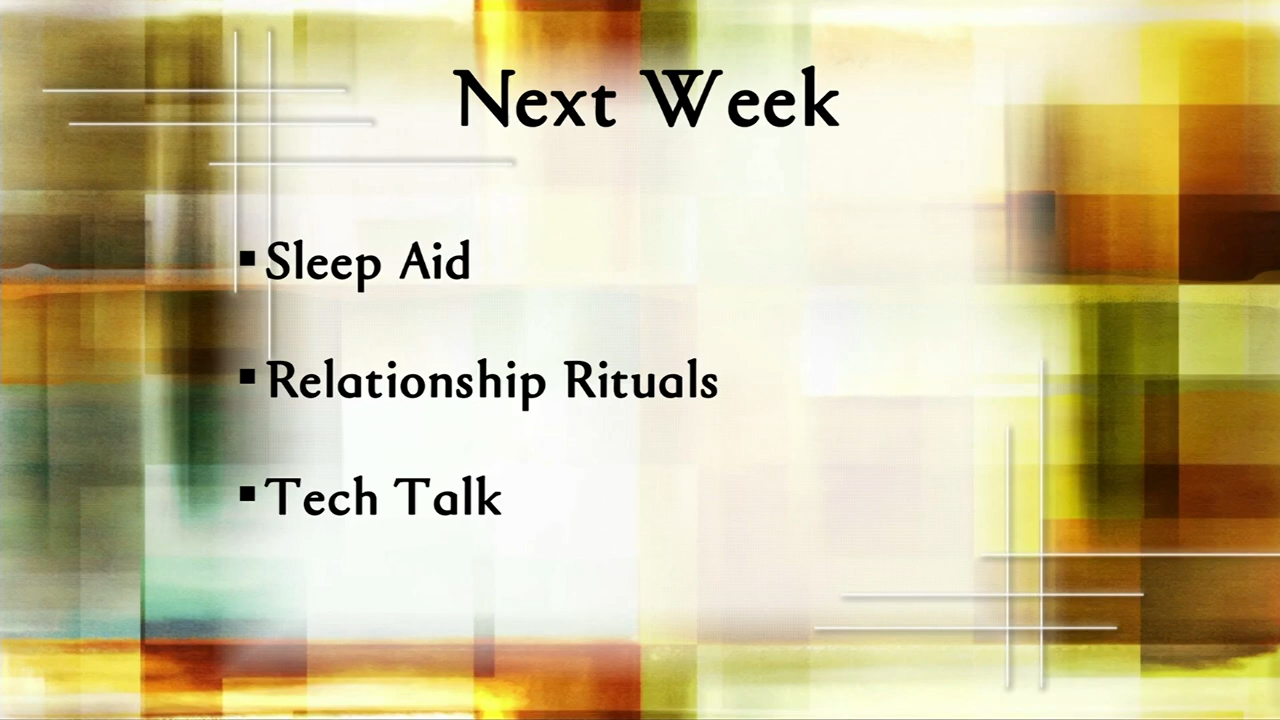 Next Week
▪ Sleep Aid
▪ Relationship Rituals
▪ Tech Talk